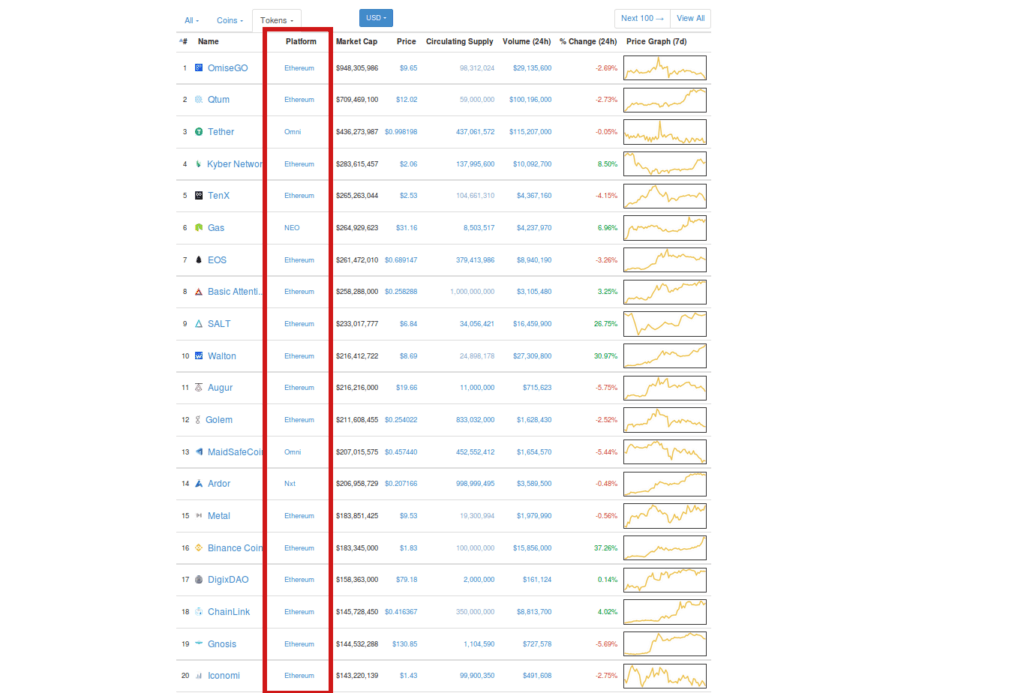 All Coins Tokens USD Next 100 → View All
^# Name Platform Market Cap Price Circulating Supply Volume (24h) % Change (24h) Price Graph (7d)
1 OmiseGO Ethereum $948,305,986 $9.65 98,312,024 $29,135,600 -2.69%
2 Qtum Ethereum $709,469,100 $12.02 59,000,000 $100,196,000 -2.73%
3 Tether Omni $436,273,987 $0.998198 437,061,572 $115,207,000 -0.05%
4 Kyber Networ Ethereum $283,615,457 $2.06 137,995,600 $10,092,700 8.50%
5 TenX Ethereum $265,263,044 $2.53 104,661,310 $4,367,160 -4.15%
6 Gas NEO $264,929,623 $31.16 8,503,517 $4,237,970 6.96%
7 EOS Ethereum $261,472,010 $0.689147 379,413,986 $8,940,190 -3.26%
8 Basic Attenti... Ethereum $258,288,000 $0.258288 1,000,000,000 $3,105,480 3.25%
9 SALT Ethereum $233,017,777 $6.84 34,056,421 $16,459,900 26.75%
10 Walton Ethereum $216,412,722 $8.69 24,898,178 $27,309,800 30.97%
11 Augur Ethereum $216,216,000 $19.66 11,000,000 $715,623 -5.75%
12 Golem Ethereum $211,608,455 $0.254022 833,032,000 $1,628,430 -2.52%
13 MaidSafeCoi Omni $207,015,575 $0.457440 452,552,412 $1,654,570 -5.44%
14 Ardor Nxt $206,958,729 $0.207166 998,999,495 $3,589,500 -0.48%
15 Metal Ethereum $183,851,425 $9.53 19,300,994 $1,979,990 -0.56%
16 Binance Coin Ethereum $183,345,000 $1.83 100,000,000 $15,856,000 37.26%
17 DigixDAO Ethereum $158,363,000 $79.18 2,000,000 $161,124 0.14%
18 ChainLink Ethereum $145,728,450 $0.416367 350,000,000 $8,813,700 4.02%
19 Gnosis Ethereum $144,532,288 $130.85 1,104,590 $727,578 -5.69%
20 Iconomi Ethereum $143,220,139 $1.43 99,900,350 $491,608 -2.75%